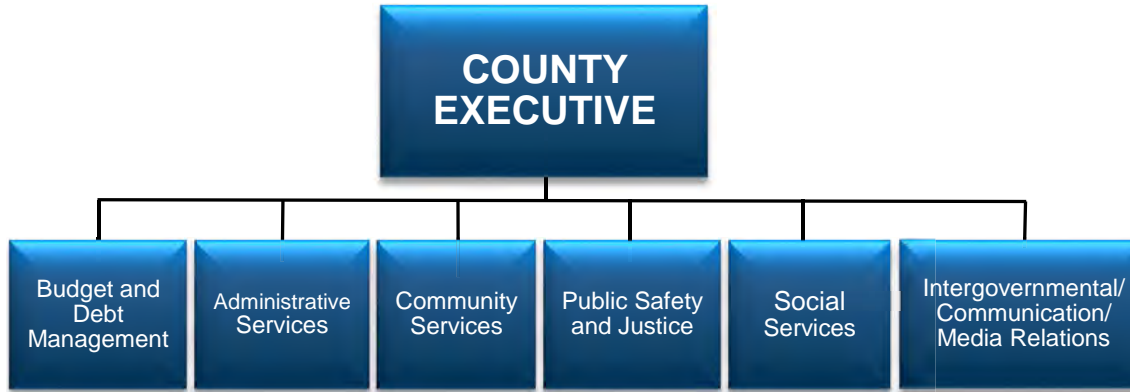 COUNTY
EXECUTIVE
Budget and
Debt
Management
Administrative
Services
Community
Services
Public Safety
and Justice
Social
Services
Intergovernmental/
Communication/
Media Relations